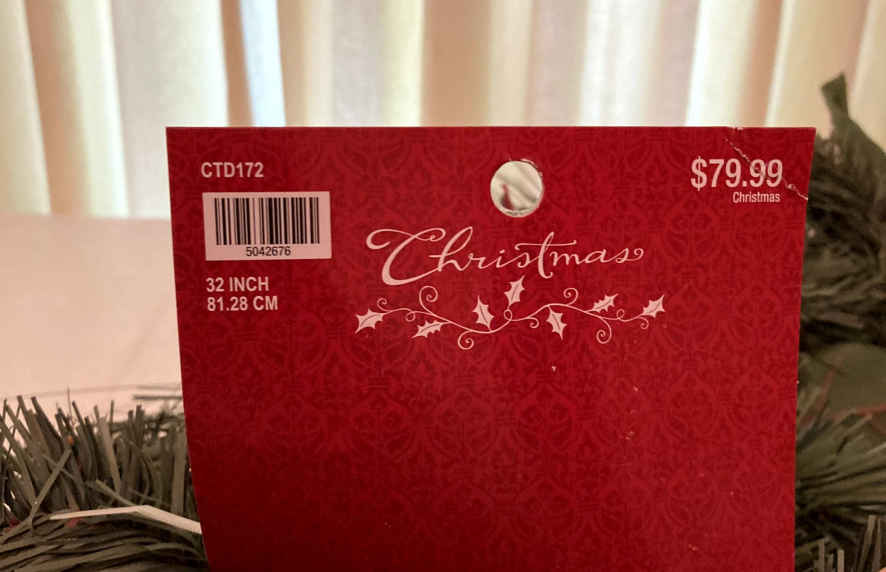 CTD172
5042676
32 INCH
81.28 CM
$79.99
Christmas
Christmas